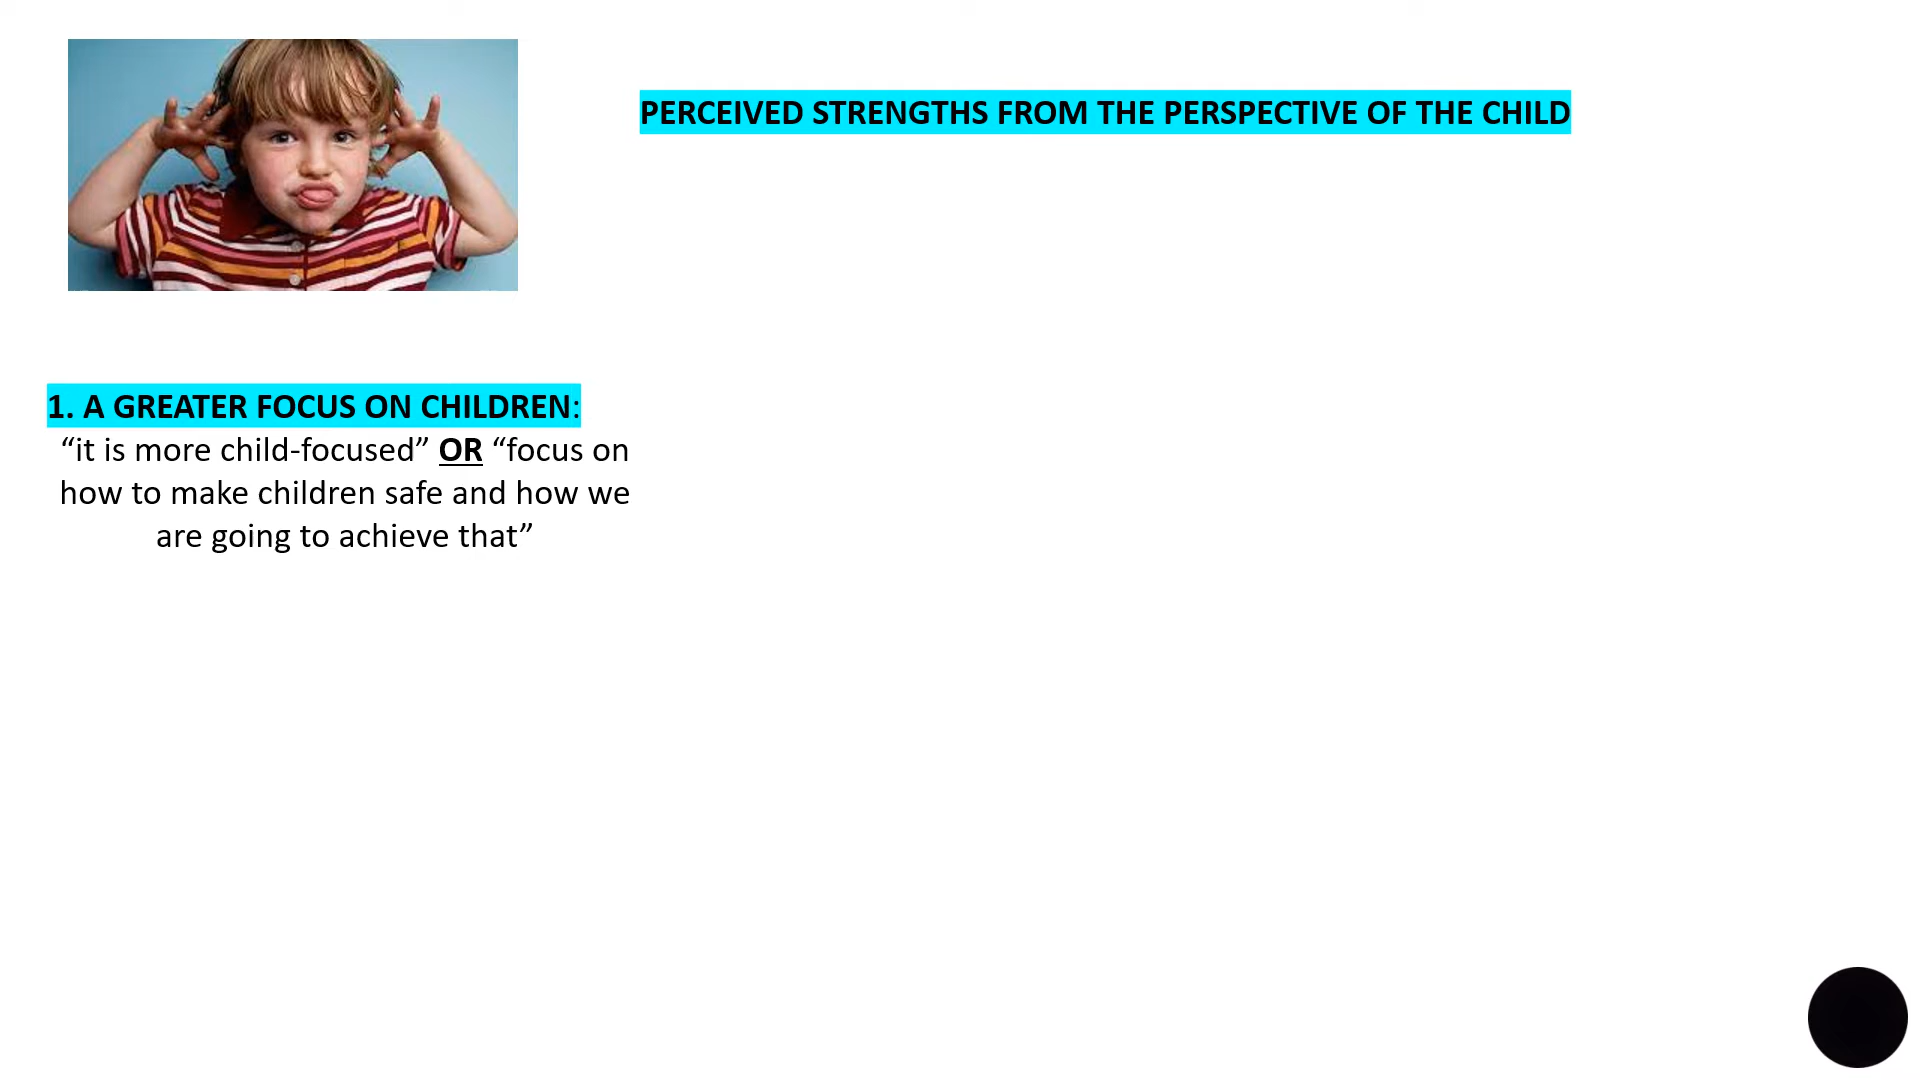 PERCEIVED STRENGTHS FROM THE PERSPECTIVE OF THE CHILD
1. A GREATER FOCUS ON CHILDREN:
“it is more child-focused” OR “focus on
how to make children safe and how we
are going to achieve that”